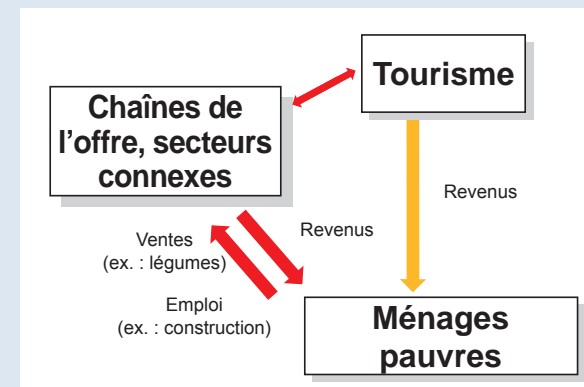 Tourisme
Chaînes de
l'offre, secteurs
connexes
Revenus
Revenus
Ventes
(ex. : légumes)
Emploi
(ex. : construction)
Ménages
pauvres